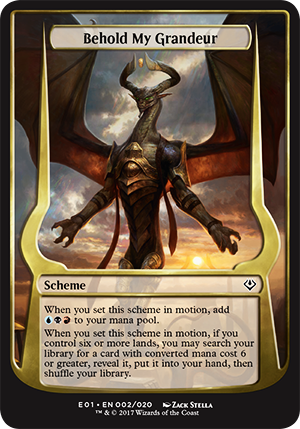 Behold My Grandeur
Scheme
When you set this scheme in motion, add
to your mana pool.
When you set this scheme in motion, if you
control six or more lands, you may search your
library for a card with converted mana cost 6
or greater, reveal it, put it into your hand, then
shuffle your library.
E01 • EN 002/020 Zack Stella
™ & © 2017 Wizards of the Coast